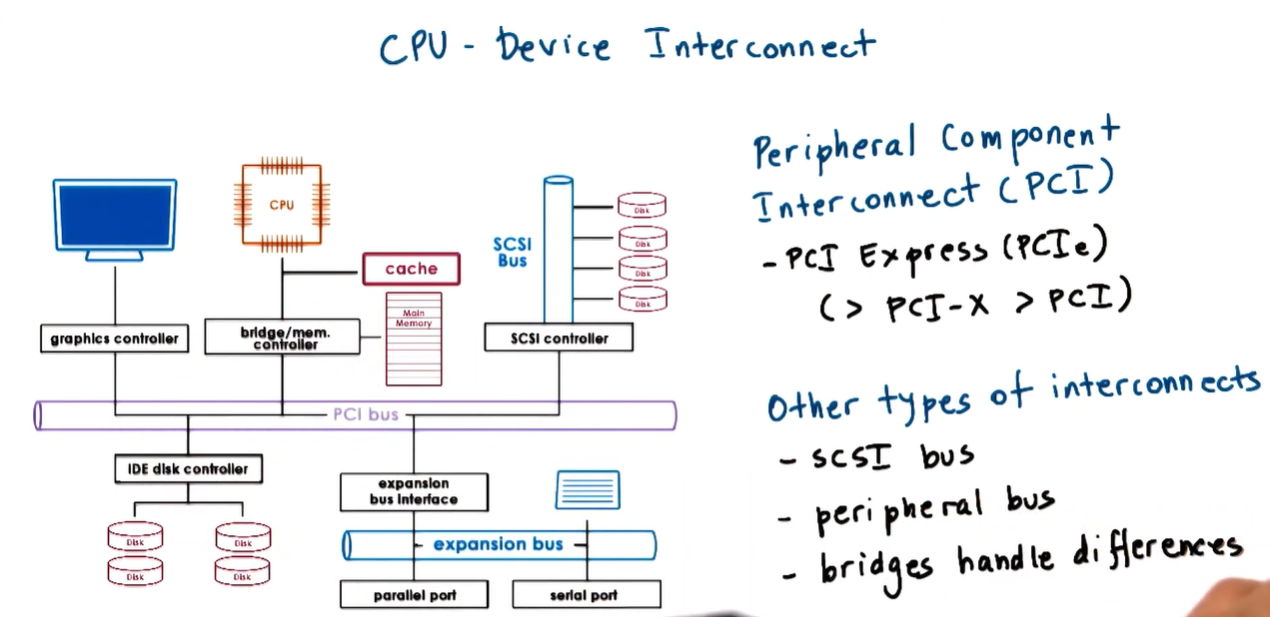 CPU - Device Interconnect
CPU
cache
Main
Memory
graphics controller
bridge/mem.
controller
SCSI
Bus
Disk
Disk
Disk
Disk
SCSI controller
PCI bus
IDE disk controller
Disk
Disk
Disk
Disk
expansion
bus interface
expansion bus
parallel port
serial port
Peripheral Component
Interconnect (PCI)
- PCI Express (PCIe)
(> PCI-X > PCI)
Other types of interconnects
- SCSI bus
- peripheral bus
- bridges handle differences